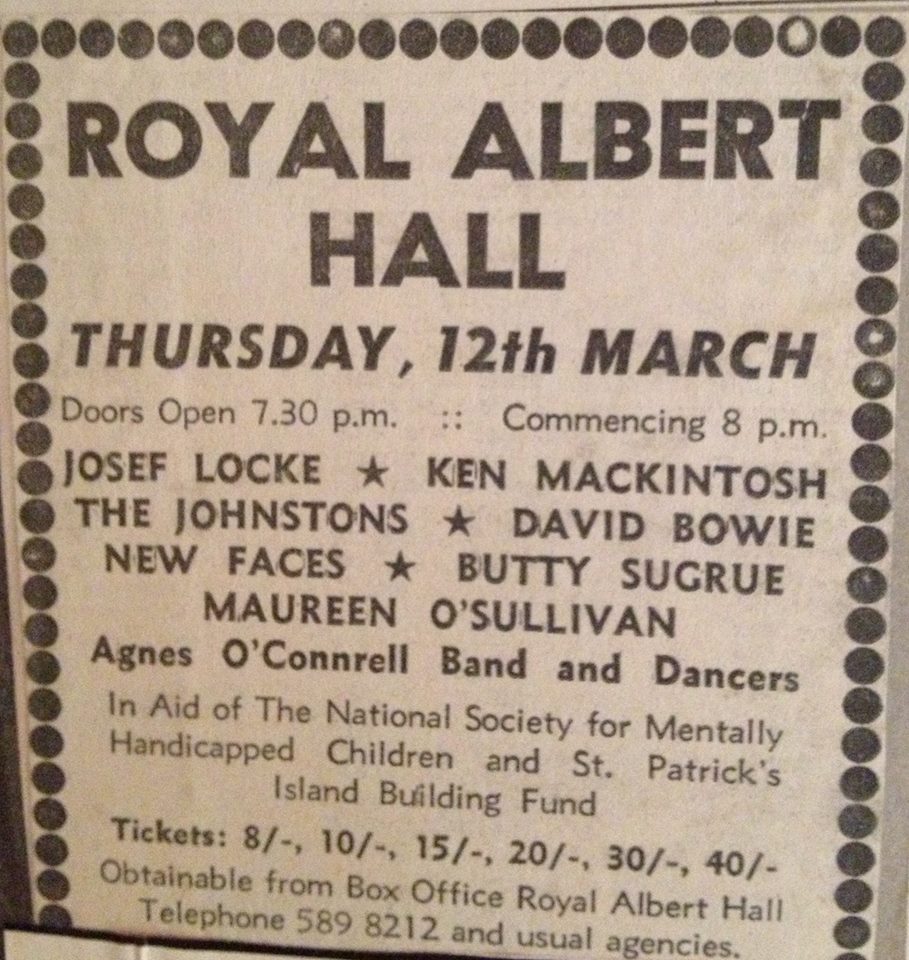 ROYAL ALBERT
HALL
THURSDAY, 12th MARCH
Doors Open 7.30 p.m. :: Commencing 8 p.m.
JOSEF LOCKE ★ KEN MACKINTOSH
THE JOHNSTONS ★ DAVID BOWIE
NEW FACES ★ BUTTY SUGRUE
MAUREEN O'SULLIVAN
Agnes O'Connrell Band and Dancers
In Aid of The National Society for Mentally
Handicapped Children and St. Patrick's
Island Building Fund
Tickets: 8/-, 10/-, 15/-, 20/-, 30/-, 40/-
Obtainable from Box Office Royal Albert Hall
Telephone 589 8212 and usual agencies.